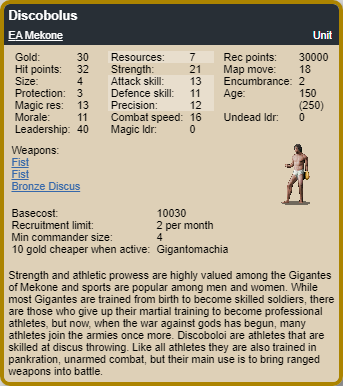 Discobolus
EA Mekone Unit
Gold: 30 Resources: 7 Rec points: 30000
Hit points: 32 Strength: 21 Map move: 18
Size: 4 Attack skill: 13 Encumbrance: 2
Protection: 3 Defence skill: 11 Age: 150
Magic res: 13 Precision: 12 (250)
Morale: 11 Combat speed: 16 Undead ldr: 0
Leadership: 40 Magic ldr: 0
Weapons:
Fist
Fist
Bronze Discus
Basecost: 10030
Recruitment limit: 2 per month
Min commander size: 4
10 gold cheaper when active: Gigantomachia
Strength and athletic prowess are highly valued among the Gigantes
of Mekone and sports are popular among men and women. While
most Gigantes are trained from birth to become skilled soldiers, there
are those who give up their martial training to become professional
athletes, but now, when the war against gods has begun, many
athletes join the armies once more. Discoboloi are athletes that are
skilled at discus throwing. Like all athletes they are also trained in
pankration, unarmed combat, but their main use is to bring ranged
weapons into battle.